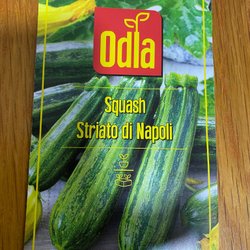 Odla
Squash
Striato di Napoli